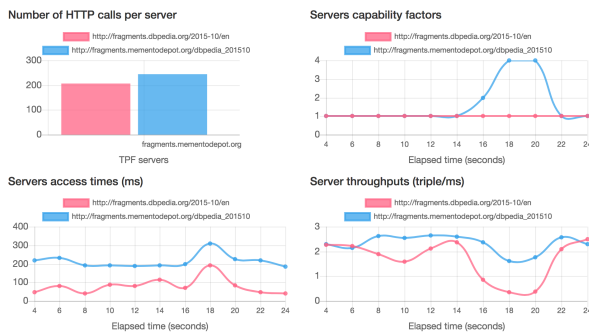 Number of HTTP calls per server
http://fragments.dbpedia.org/2015-10/en
http://fragments.mementodepot.org/dbpedia_201510
300
200
100
0
fragments.mementodepot.org
TPF servers
Servers capability factors
http://fragments.dbpedia.org/2015-10/en
http://fragments.mementodepot.org/dbpedia_201510
4
3
2
1
0
4 6 8 10 12 14 16 18 20 22 24
Elapsed time (seconds)
Servers access times (ms)
http://fragments.dbpedia.org/2015-10/en
http://fragments.mementodepot.org/dbpedia_201510
400
300
200
100
0
4 6 8 10 12 14 16 18 20 22 24
Elapsed time (seconds)
Server throughputs (triple/ms)
http://fragments.dbpedia.org/2015-10/en
http://fragments.mementodepot.org/dbpedia_201510
3
2
1
0
4 6 8 10 12 14 16 18 20 22 24
Elapsed time (seconds)